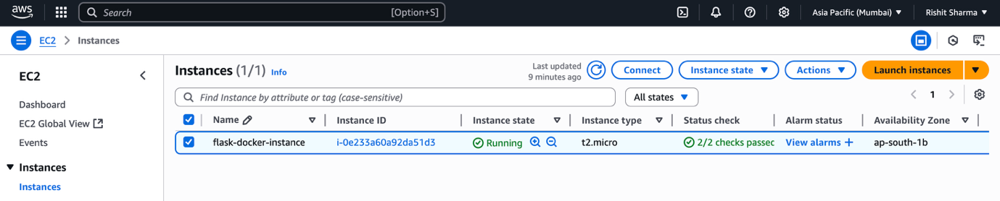 aws
Search [Option+S]
Asia Pacific (Mumbai) Rishit Sharma
EC2 Instances
EC2
Dashboard
EC2 Global View
Events
Instances
Instances
Instances (1/1) Info
Last updated
9 minutes ago
Connect Instance state Actions Launch instances
Find Instance by attribute or tag (case-sensitive)
All states
1
Name Instance ID Instance state Instance type Status check Alarm status Availability Zone
flask-docker-instance i-0e233a60a92da51d3 Running t2.micro 2/2 checks passec View alarms + ap-south-1b